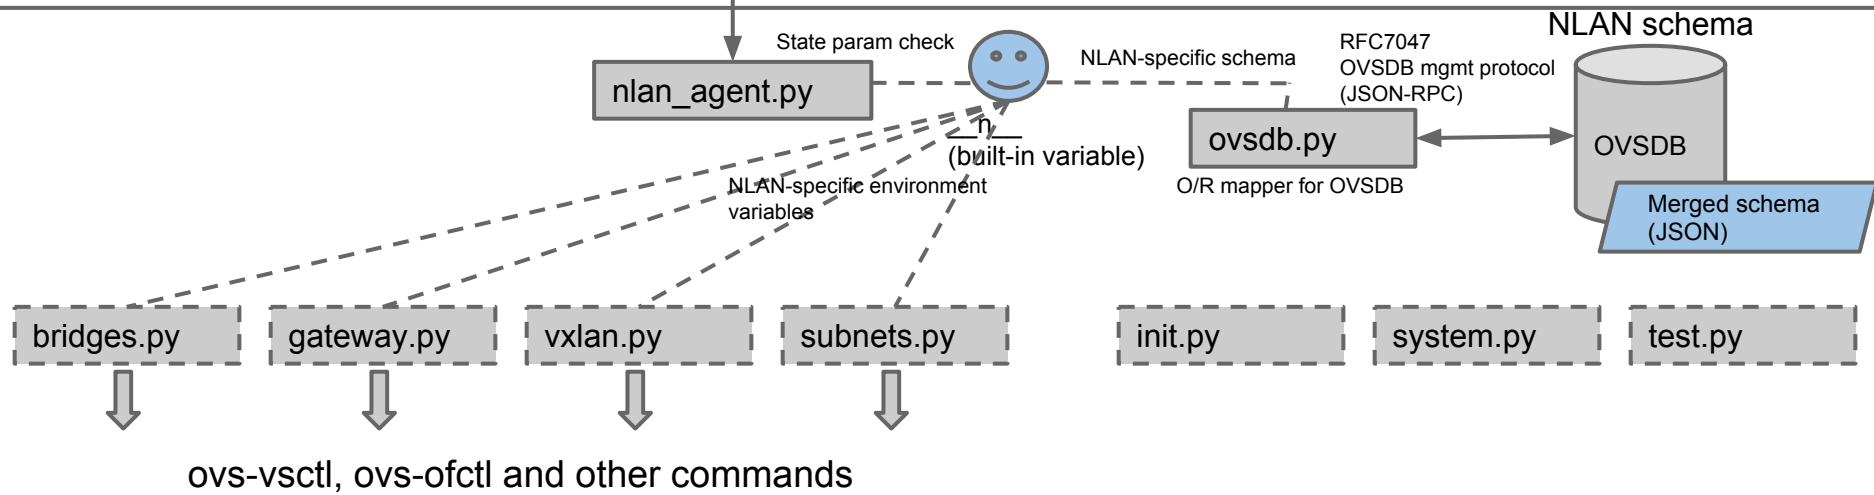 NLAN schema
State param check
RFC7047
OVSDB mgmt protocol
(JSON-RPC)
NLAN-specific schema
nlan_agent.py
__n__
(built-in variable)
ovsdb.py
OVSDB
O/R mapper for OVSDB
NLAN-specific environment
variables
Merged schema
(JSON)
bridges.py
gateway.py
vxlan.py
subnets.py
init.py
system.py
test.py
ovs-vsctl, ovs-ofctl and other commands